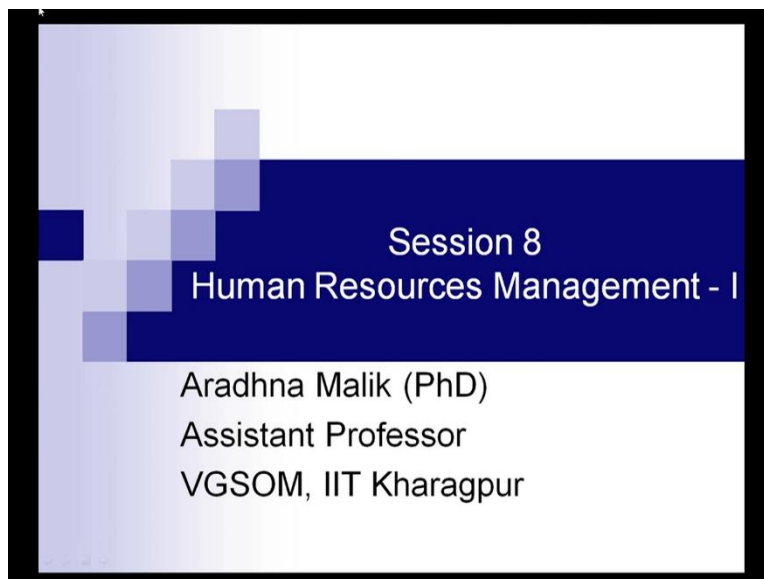 Session 8
Human Resources Management - I
Aradhna Malik (PhD)
Assistant Professor
VGSOM, IIT Kharagpur